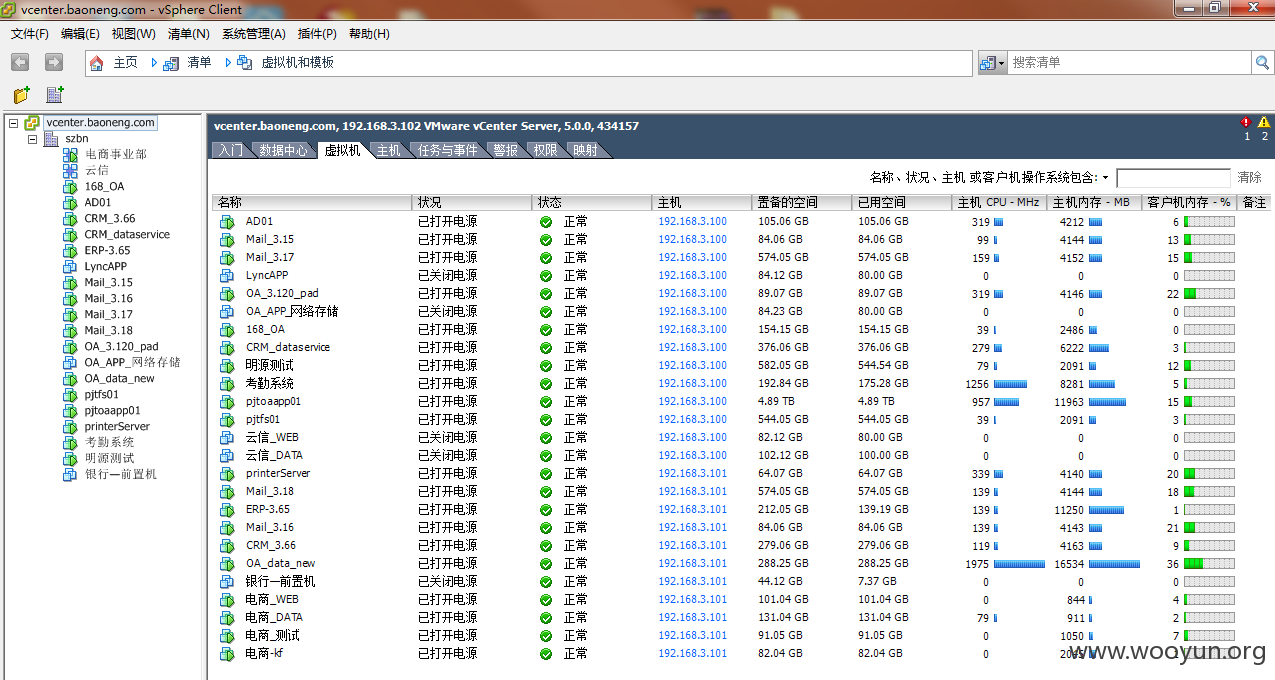 vcenter.baoneng.com - vSphere Client
文件(F) 编辑(E) 视图(W) 清单(N) 系统管理(A) 插件(P) 帮助(H)
主页 清单 虚拟机和模板 搜索清单
vcenter.baoneng.com
szbn
电商事业部
云信
168_OA
AD01
CRM_3.66
CRM_dataservice
ERP-3.65
LyncAPP
Mail_3.15
Mail_3.16
Mail_3.17
Mail_3.18
OA_3.120_pad
OA_APP_网络存储
OA_data_new
pjtfs01
pjtoaapp01
printerServer
考勤系统
明源测试
银行—前置机
vcenter.baoneng.com, 192.168.3.102 VMware vCenter Server, 5.0.0, 434157
1 2
入门 数据中心 虚拟机 主机 任务与事件 警报 权限 映射
名称、状况、主机 或客户机操作系统包含: 清除
名称 状况 状态 主机 置备的空间 已用空间 主机 CPU - MHz 主机内存 - MB 客户机内存 - % 备注
AD01 已打开电源 正常 192.168.3.100 105.06 GB 105.06 GB 319 4212 6
Mail_3.15 已打开电源 正常 192.168.3.100 84.06 GB 84.06 GB 99 4144 13
Mail_3.17 已打开电源 正常 192.168.3.100 574.05 GB 574.05 GB 159 4152 15
LyncAPP 已关闭电源 正常 192.168.3.100 84.12 GB 80.00 GB 0 0 0
OA_3.120_pad 已打开电源 正常 192.168.3.100 89.07 GB 89.07 GB 319 4146 22
OA_APP_网络存储 已关闭电源 正常 192.168.3.100 84.23 GB 80.00 GB 0 0 0
168_OA 已打开电源 正常 192.168.3.100 154.15 GB 154.15 GB 39 2486 0
CRM_dataservice 已打开电源 正常 192.168.3.100 376.06 GB 376.06 GB 279 6222 3
明源测试 已打开电源 正常 192.168.3.100 582.05 GB 544.54 GB 79 2091 12
考勤系统 已打开电源 正常 192.168.3.100 192.84 GB 175.28 GB 1256 8281 5
pjtoaapp01 已打开电源 正常 192.168.3.100 4.89 TB 4.89 TB 957 11963 15
pjtfs01 已打开电源 正常 192.168.3.100 544.05 GB 544.05 GB 39 2091 3
云信_WEB 已关闭电源 正常 192.168.3.100 82.12 GB 80.00 GB 0 0 0
云信_DATA 已关闭电源 正常 192.168.3.100 102.12 GB 100.00 GB 0 0 0
printerServer 已打开电源 正常 192.168.3.101 64.07 GB 64.07 GB 339 4140 20
Mail_3.18 已打开电源 正常 192.168.3.101 574.05 GB 574.05 GB 139 4144 18
ERP-3.65 已打开电源 正常 192.168.3.101 212.05 GB 139.19 GB 139 11250 1
Mail_3.16 已打开电源 正常 192.168.3.101 84.06 GB 84.06 GB 139 4143 21
CRM_3.66 已打开电源 正常 192.168.3.101 279.06 GB 279.06 GB 119 4163 9
OA_data_new 已打开电源 正常 192.168.3.101 288.25 GB 288.25 GB 1975 16534 36
银行—前置机 已关闭电源 正常 192.168.3.101 44.12 GB 7.37 GB 0 0 0
电商_WEB 已打开电源 正常 192.168.3.101 101.04 GB 101.04 GB 0 844 4
电商_DATA 已打开电源 正常 192.168.3.101 131.04 GB 131.04 GB 79 911 2
电商_测试 已打开电源 正常 192.168.3.101 91.05 GB 91.05 GB 0 1050 7
电商-kf 已打开电源 正常 192.168.3.101 82.04 GB 82.04 GB 0
www.wooyun.org